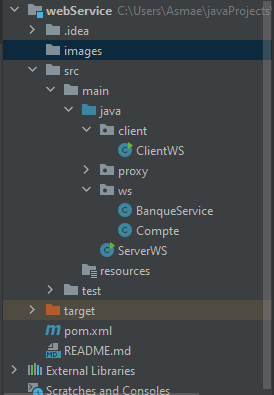 webService C:\Users\Asmae\javaProjects
.idea
images
src
main
java
client
ClientWS
proxy
ws
BanqueService
Compte
ServerWS
resources
test
target
pom.xml
README.md
External Libraries
Scratches and Consoles